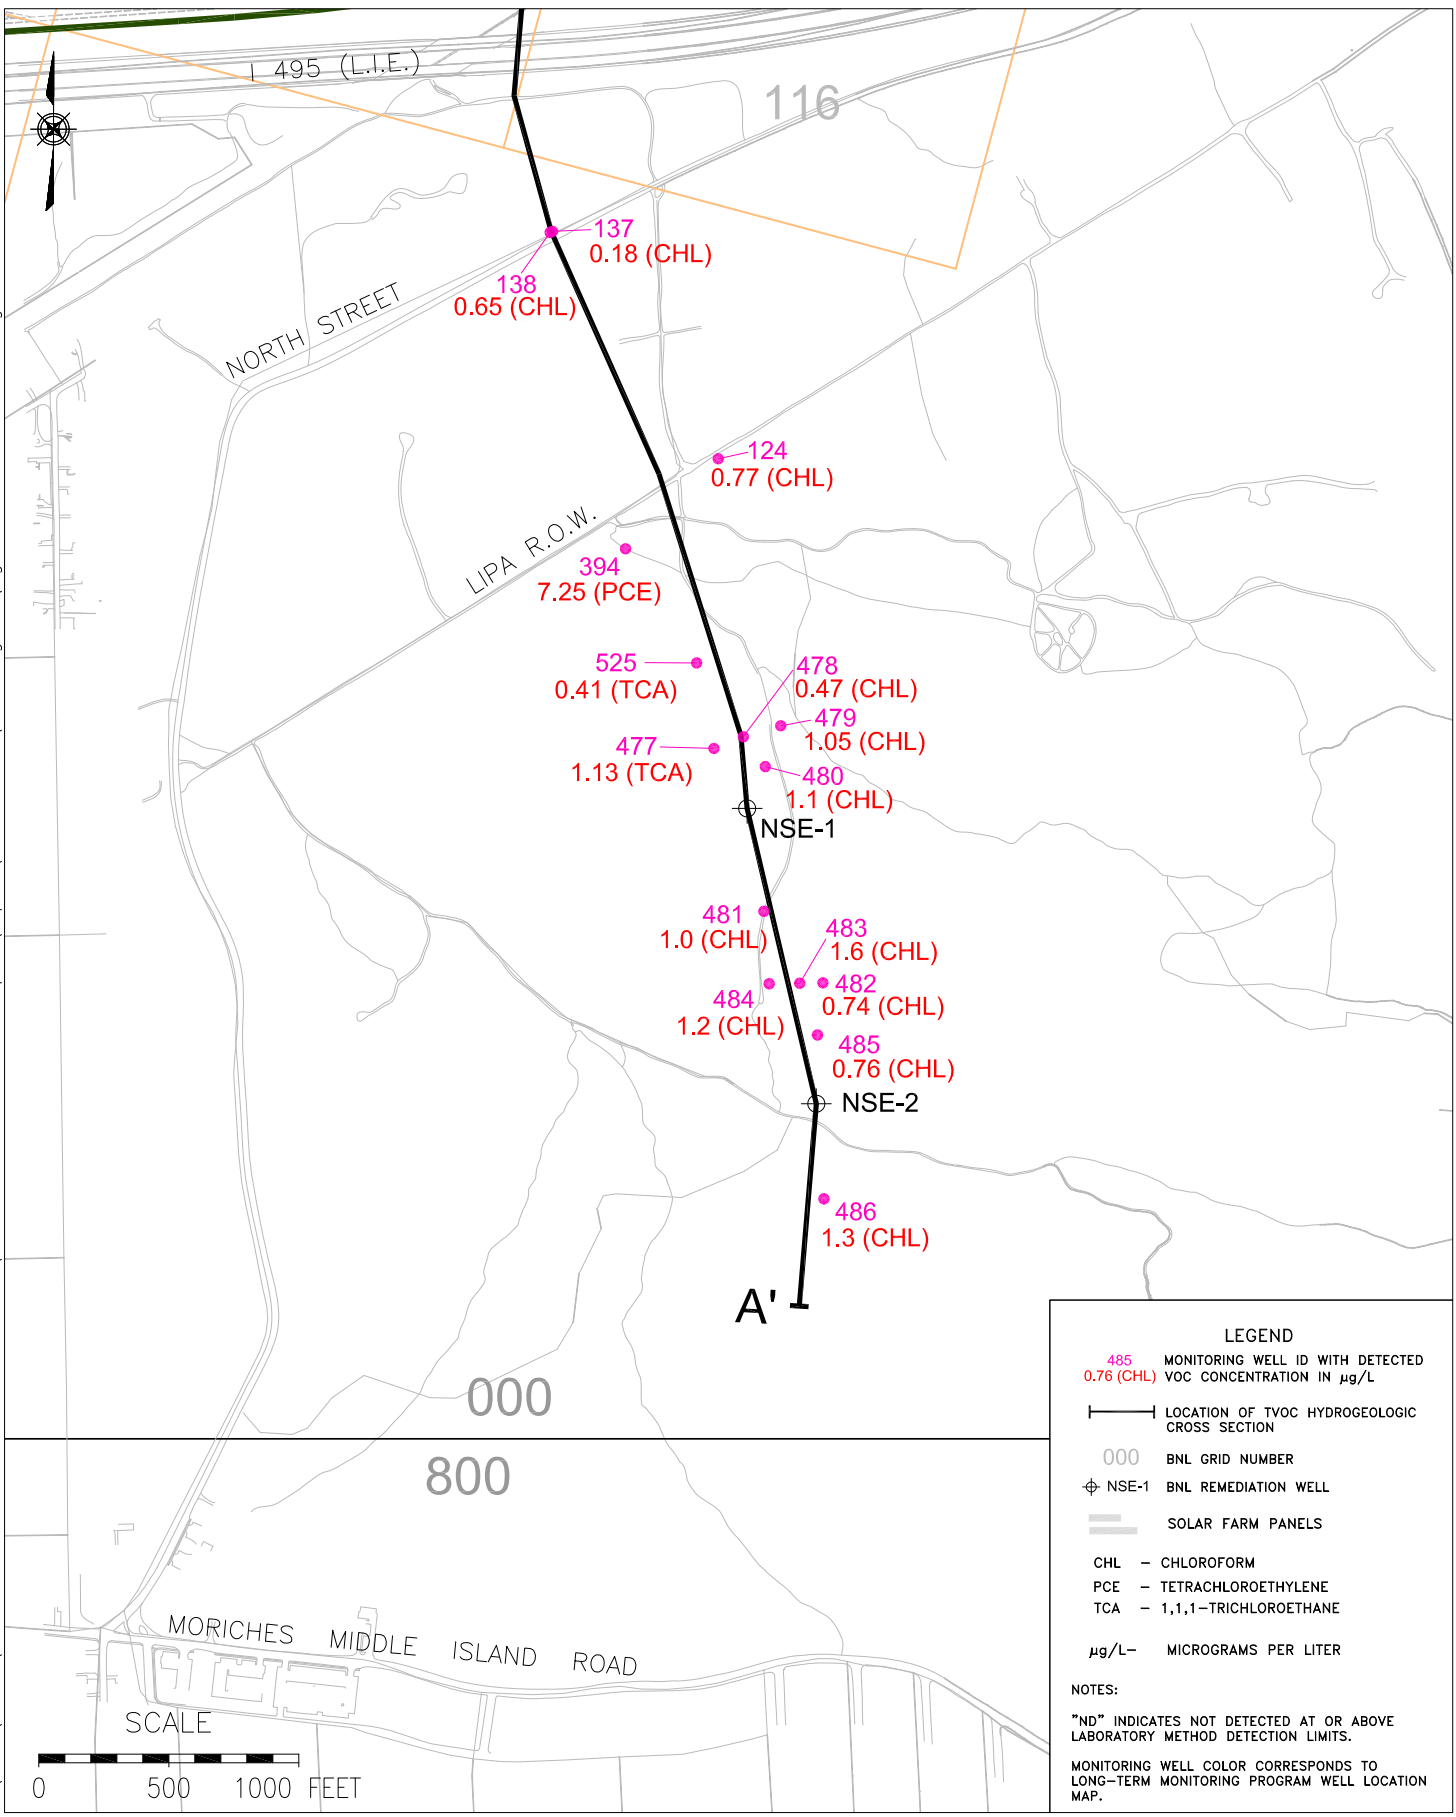 I 495 (L.I.E.)
116
137
0.18 (CHL)
138
0.65 (CHL)
NORTH STREET
124
0.77 (CHL)
LIPA R.O.W.
394
7.25 (PCE)
525
0.41 (TCA)
478
0.47 (CHL)
479
1.05 (CHL)
477
1.13 (TCA)
480
1.1 (CHL)
NSE-1
481
1.0 (CHL)
483
1.6 (CHL)
482
0.74 (CHL)
484
1.2 (CHL)
485
0.76 (CHL)
NSE-2
486
1.3 (CHL)
A'
000
800
MORICHES MIDDLE ISLAND ROAD
SCALE
0 500 1000 FEET
LEGEND
485 MONITORING WELL ID WITH DETECTED
0.76 (CHL) VOC CONCENTRATION IN µg/L
LOCATION OF TVOC HYDROGEOLOGIC
CROSS SECTION
000 BNL GRID NUMBER
NSE-1 BNL REMEDIATION WELL
SOLAR FARM PANELS
CHL – CHLOROFORM
PCE – TETRACHLOROETHYLENE
TCA – 1,1,1–TRICHLOROETHANE
µg/L– MICROGRAMS PER LITER
NOTES:
"ND" INDICATES NOT DETECTED AT OR ABOVE
LABORATORY METHOD DETECTION LIMITS.
MONITORING WELL COLOR CORRESPONDS TO
LONG–TERM MONITORING PROGRAM WELL LOCATION
MAP.